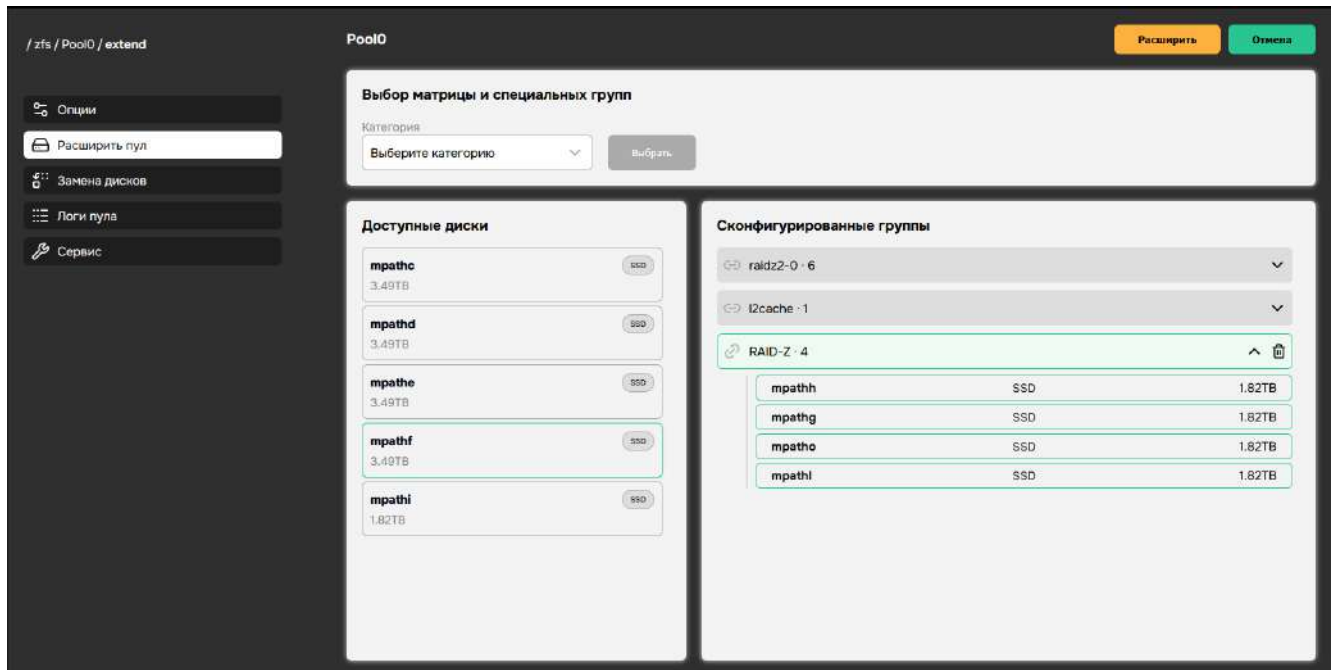 / zfs / Pool0 / extend
Pool0
Расширить
Отмена
Опции
Расширить пул
Замена дисков
Логи пула
Сервис
Выбор матрицы и специальных групп
Категория
Выберите категорию
Выбрать
Доступные диски
mpathc
SSD
3.49TB
mpathd
SSD
3.49TB
mpathe
SSD
3.49TB
mpathf
SSD
3.49TB
mpathi
SSD
1.82TB
Сконфигурированные группы
raidz2-0 · 6
l2cache · 1
RAID-Z · 4
mpathh SSD 1.82TB
mpathg SSD 1.82TB
mpatho SSD 1.82TB
mpathl SSD 1.82TB